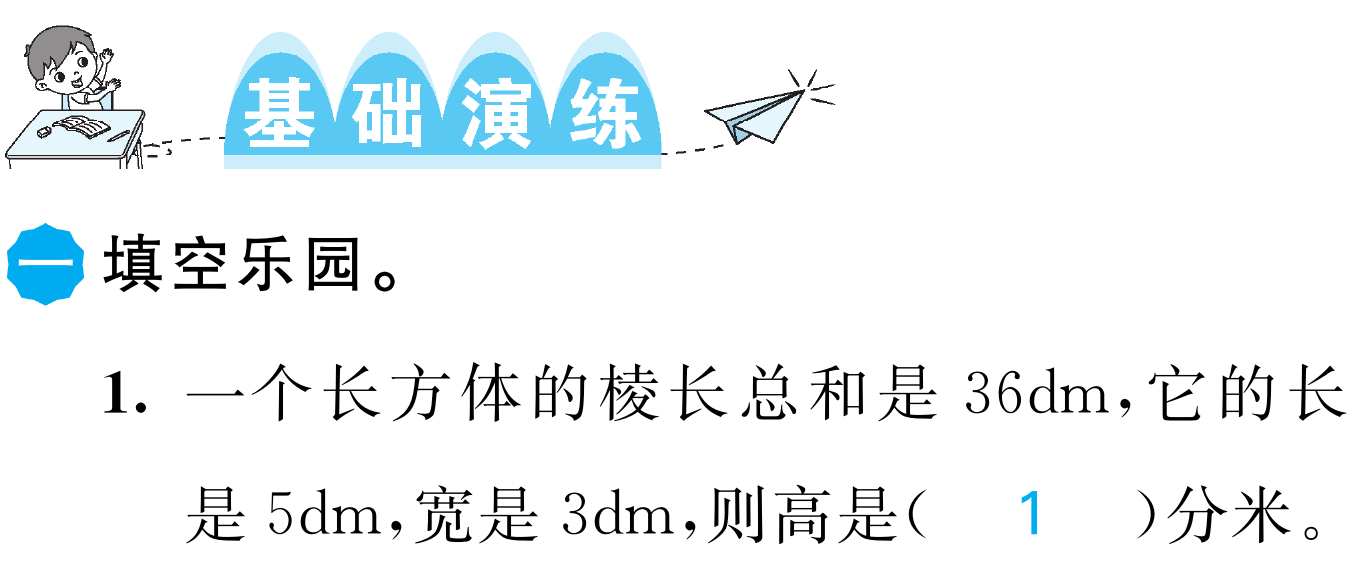 基础演练
一 填空乐园。
1. 一个长方体的棱长总和是 36dm,它的长
是 5dm,宽是 3dm,则高是( 1 )分米。